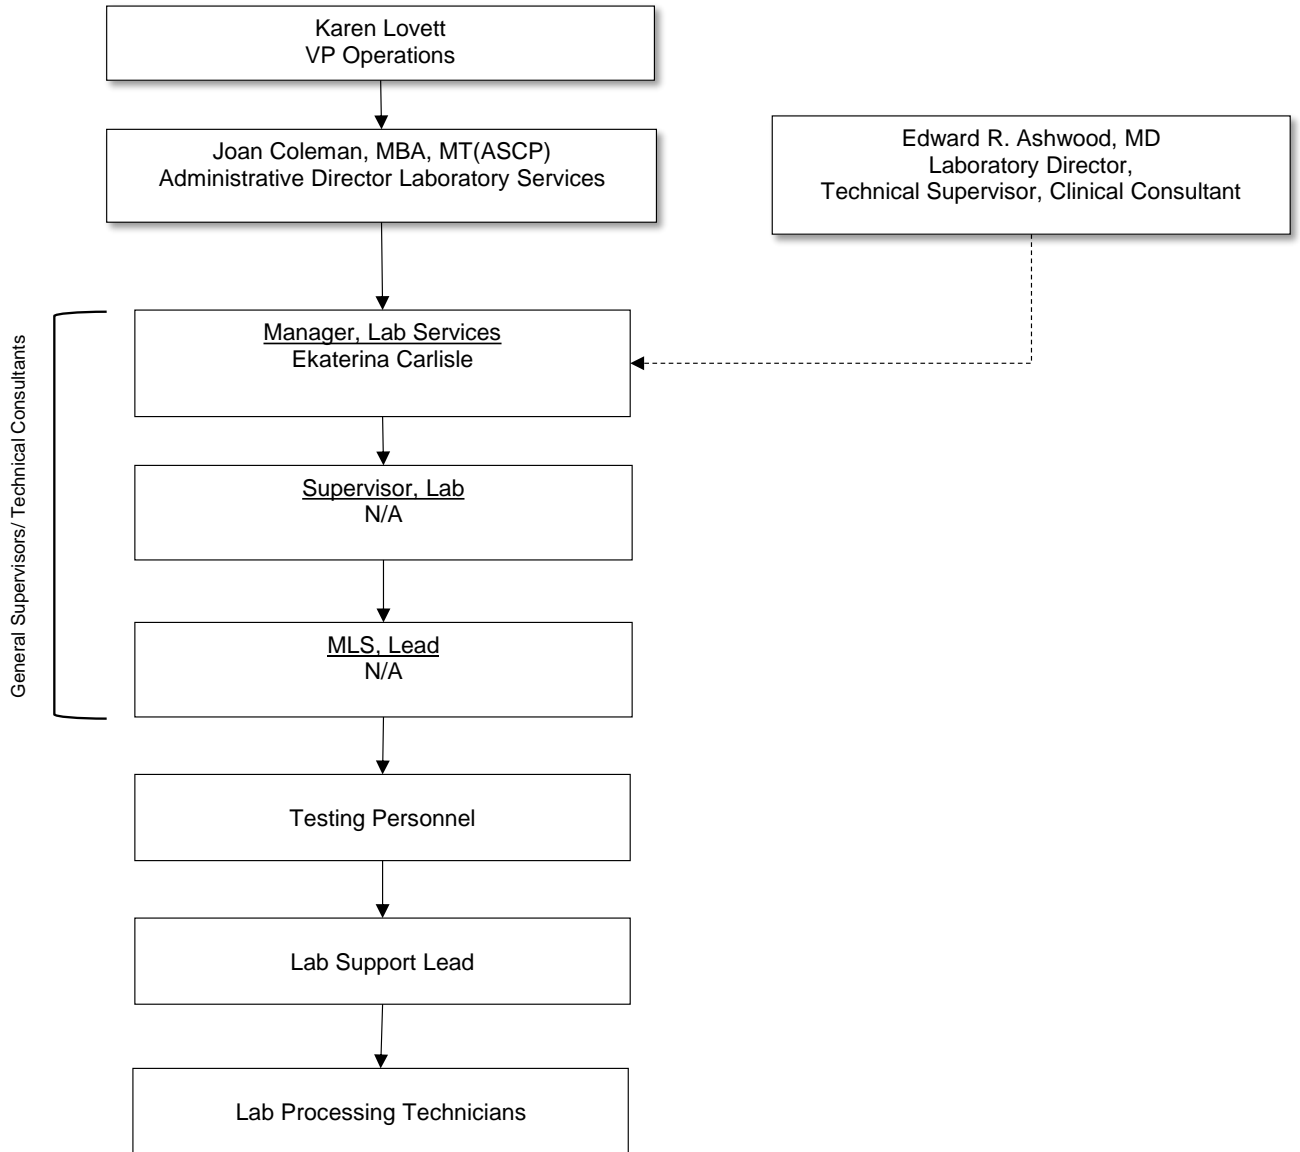 Karen Lovett
VP Operations
Joan Coleman, MBA, MT(ASCP)
Administrative Director Laboratory Services
Edward R. Ashwood, MD
Laboratory Director,
Technical Supervisor, Clinical Consultant
General Supervisors/ Technical Consultants
Manager, Lab Services
Ekaterina Carlisle
Supervisor, Lab
N/A
MLS, Lead
N/A
Testing Personnel
Lab Support Lead
Lab Processing Technicians